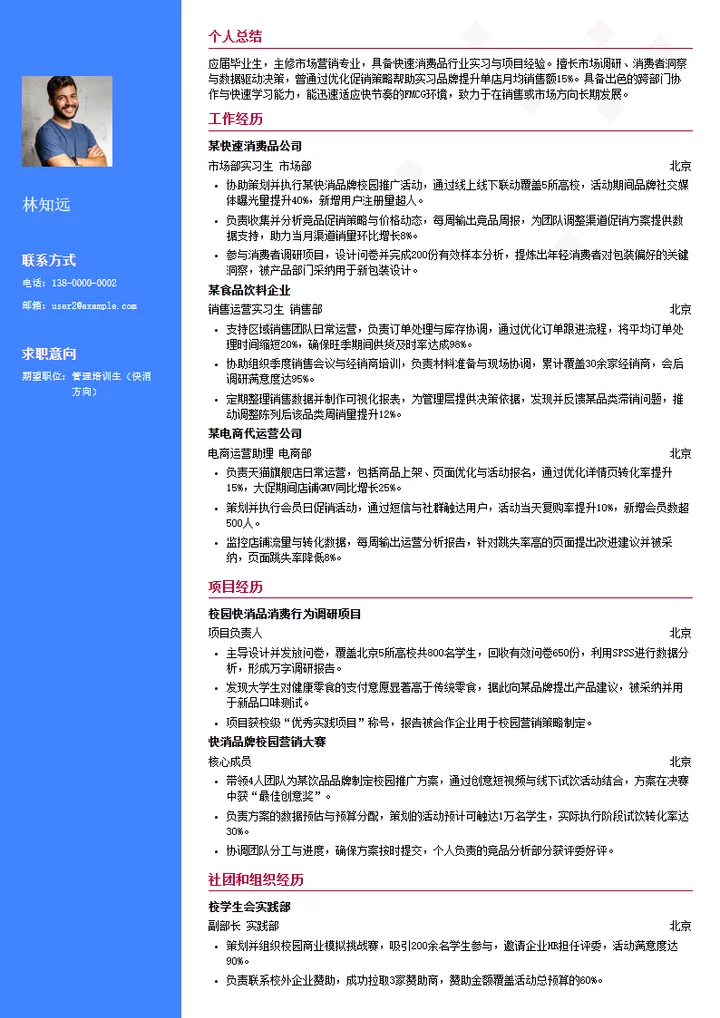 林知远
联系方式
电话：138-0000-0002
邮箱：user2@example.com
求职意向
期望职位：管理培训生（快消
方向）
个人总结
应届毕业生，主修市场营销专业，具备快速消费品行业实习与项目经验。擅长市场调研、消费者洞察
与数据驱动决策，曾通过优化促销策略帮助实习品牌提升单店月均销售额15%。具备出色的跨部门协
作与快速学习能力，能迅速适应快节奏的FMCG环境，致力于在销售或市场方向长期发展。
工作经历
某快速消费品公司
市场部实习生 市场部 北京
• 协助策划并执行某快消品牌校园推广活动，通过线上线下联动覆盖5所高校，活动期间品牌社交媒
体曝光量提升40%，新增用户注册量超人。
• 负责收集并分析竞品促销策略与价格动态，每周输出竞品周报，为团队调整渠道促销方案提供数
据支持，助力当月渠道销量环比增长8%。
• 参与消费者调研项目，设计问卷并完成200份有效样本分析，提炼出年轻消费者对包装偏好的关键
洞察，被产品部门采纳用于新包装设计。
某食品饮料企业
销售运营实习生 销售部 北京
• 支持区域销售团队日常运营，负责订单处理与库存协调，通过优化订单跟进流程，将平均订单处
理时间缩短20%，确保旺季期间供货及时率达成98%。
• 协助组织季度销售会议与经销商培训，负责材料准备与现场协调，累计覆盖30余家经销商，会后
调研满意度达95%。
• 定期整理销售数据并制作可视化报表，为管理层提供决策依据，发现并反馈某品类滞销问题，推
动调整陈列后该品类周销量提升12%。
某电商代运营公司
电商运营助理 电商部 北京
• 负责天猫旗舰店日常运营，包括商品上架、页面优化与活动报名，通过优化详情页转化率提升
15%，大促期间店铺GMV同比增长25%。
• 策划并执行会员日促销活动，通过短信与社群触达用户，活动当天复购率提升10%，新增会员数超
500人。
• 监控店铺流量与转化数据，每周输出运营分析报告，针对跳失率高的页面提出改进建议并被采
纳，页面跳失率降低8%。
项目经历
校园快消品消费行为调研项目
项目负责人 北京
• 主导设计并发放问卷，覆盖北京5所高校共800名学生，回收有效问卷650份，利用SPSS进行数据分
析，形成万字调研报告。
• 发现大学生对健康零食的支付意愿显著高于传统零食，据此向某品牌提出产品建议，被采纳并用
于新品口味测试。
• 项目获校级“优秀实践项目”称号，报告被合作企业用于校园营销策略制定。
快消品牌校园营销大赛
核心成员 北京
• 带领4人团队为某饮品品牌制定校园推广方案，通过创意短视频与线下试饮活动结合，方案在决赛
中获“最佳创意奖”。
• 负责方案的数据预估与预算分配，策划的活动预计可触达1万名学生，实际执行阶段试饮转化率达
30%。
• 协调团队分工与进度，确保方案按时提交，个人负责的竞品分析部分获评委好评。
社团和组织经历
校学生会实践部
副部长 实践部 北京
• 策划并组织校园商业模拟挑战赛，吸引200余名学生参与，邀请企业HR担任评委，活动满意度达
90%。
• 负责联系校外企业赞助，成功拉取3家赞助商，赞助金额覆盖活动总预算的60%。